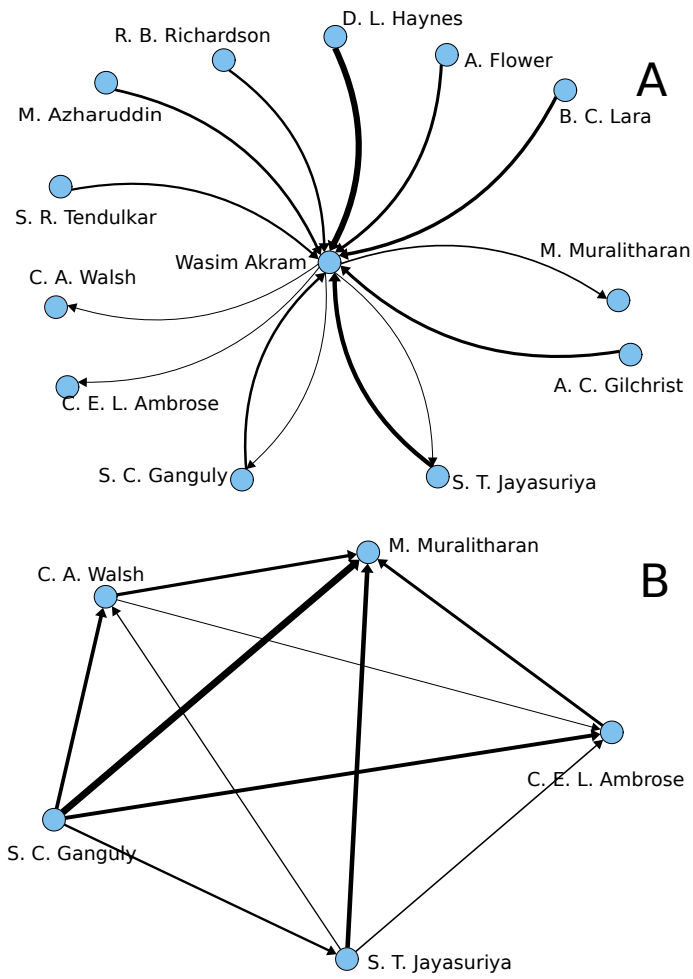 D. L. Haynes
R. B. Richardson
A. Flower
A
M. Azharuddin
B. C. Lara
S. R. Tendulkar
M. Muralitharan
Wasim Akram
C. A. Walsh
A. C. Gilchrist
C. E. L. Ambrose
S. C. Ganguly
S. T. Jayasuriya
M. Muralitharan
C. A. Walsh
B
C. E. L. Ambrose
S. C. Ganguly
S. T. Jayasuriya